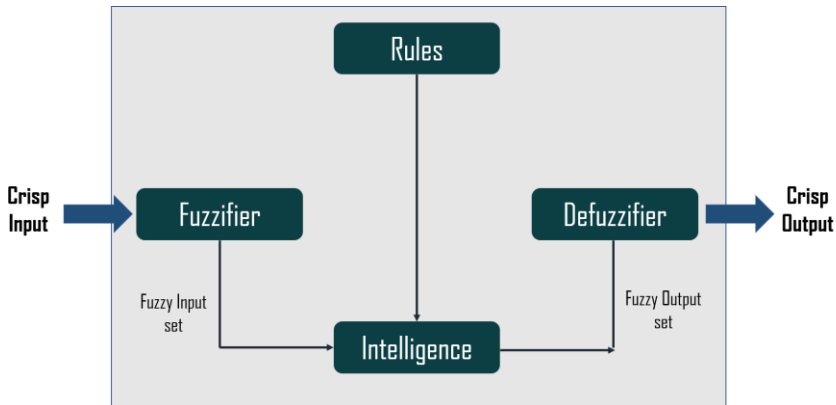 Rules
Crisp
Input
Fuzzifier
Defuzzifier
Crisp
Output
Fuzzy Input
set
Fuzzy Output
set
Intelligence